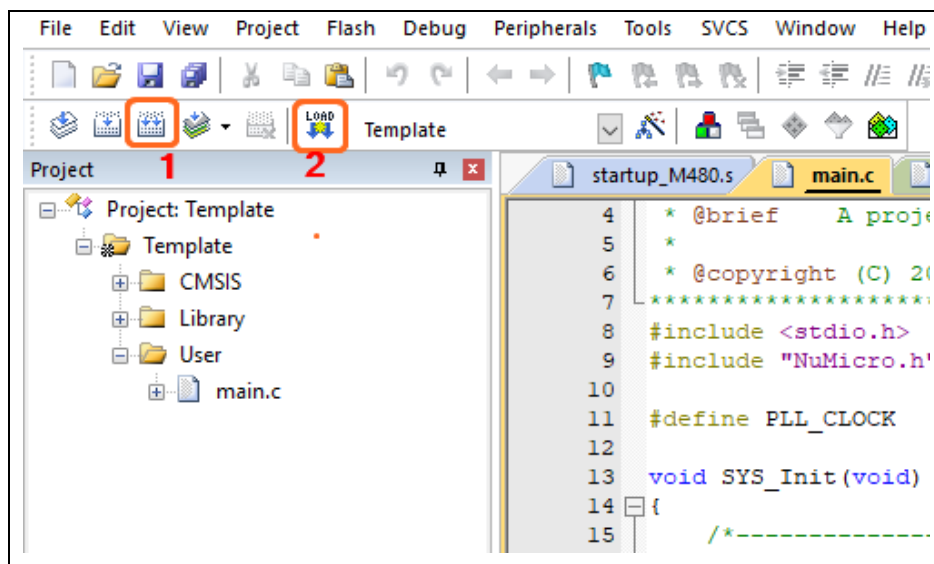 File Edit View Project Flash Debug Peripherals Tools SVCS Window Help
LOAD
Template
1 2
Project
startup_M480.s main.c
Project: Template
Template
CMSIS
Library
User
main.c
4 * @brief A proje
5 *
6 * @copyright (C) 20
7 **********************
8 #include <stdio.h>
9 #include "NuMicro.h"
10
11 #define PLL_CLOCK
12
13 void SYS_Init(void)
14 {
15 /*--------------